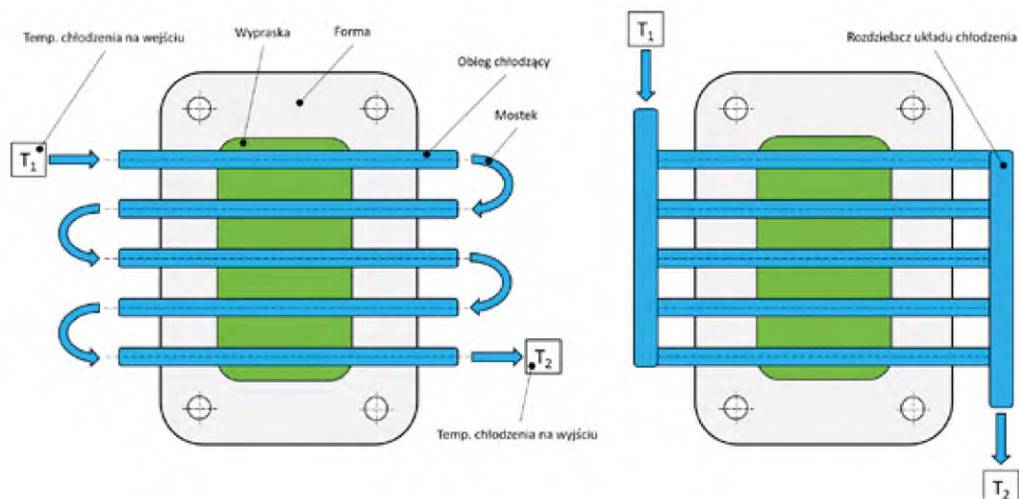 Temp. chłodzenia na wejściu
Wypraska
Forma
Obieg chłodzący
Mostek
T1
T2
Temp. chłodzenia na wyjściu
T1
Rozdzielacz układu chłodzenia
T2